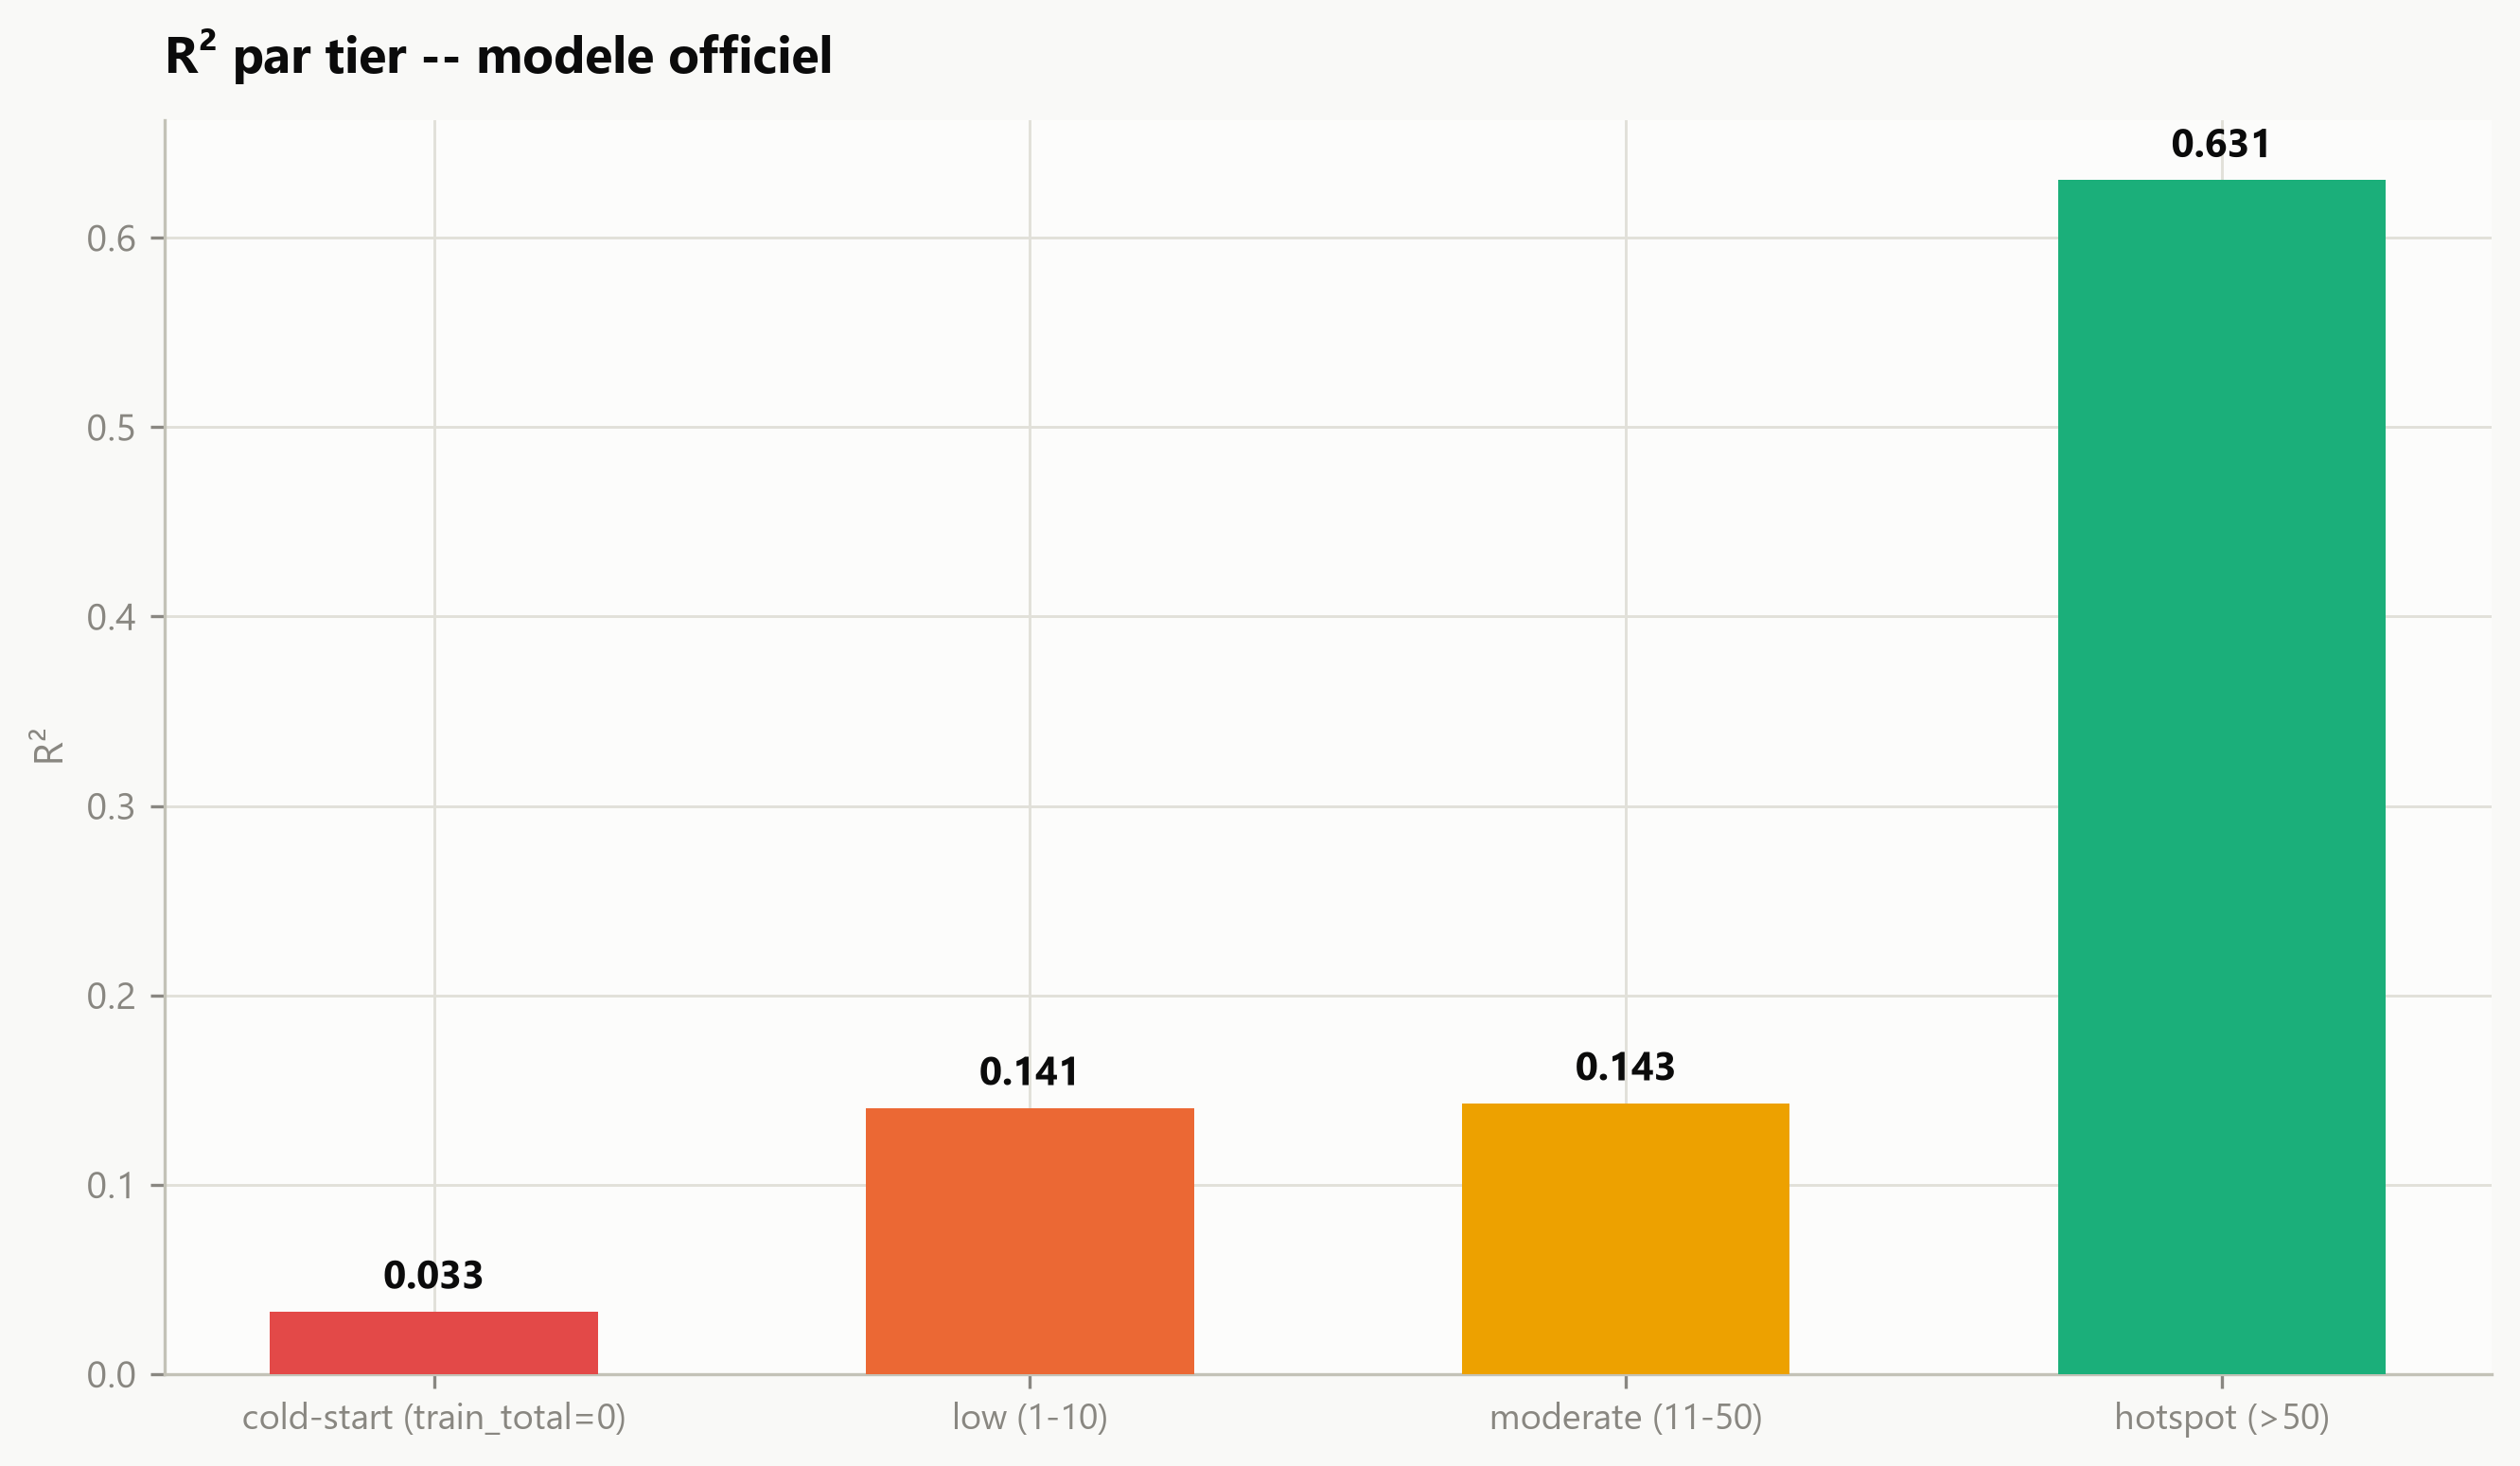 R² par tier -- modele officiel
0.631
0.6
0.5
0.4
0.3
R²
0.2
0.141
0.143
0.1
0.033
0.0
cold-start (train_total=0)
low (1-10)
moderate (11-50)
hotspot (>50)